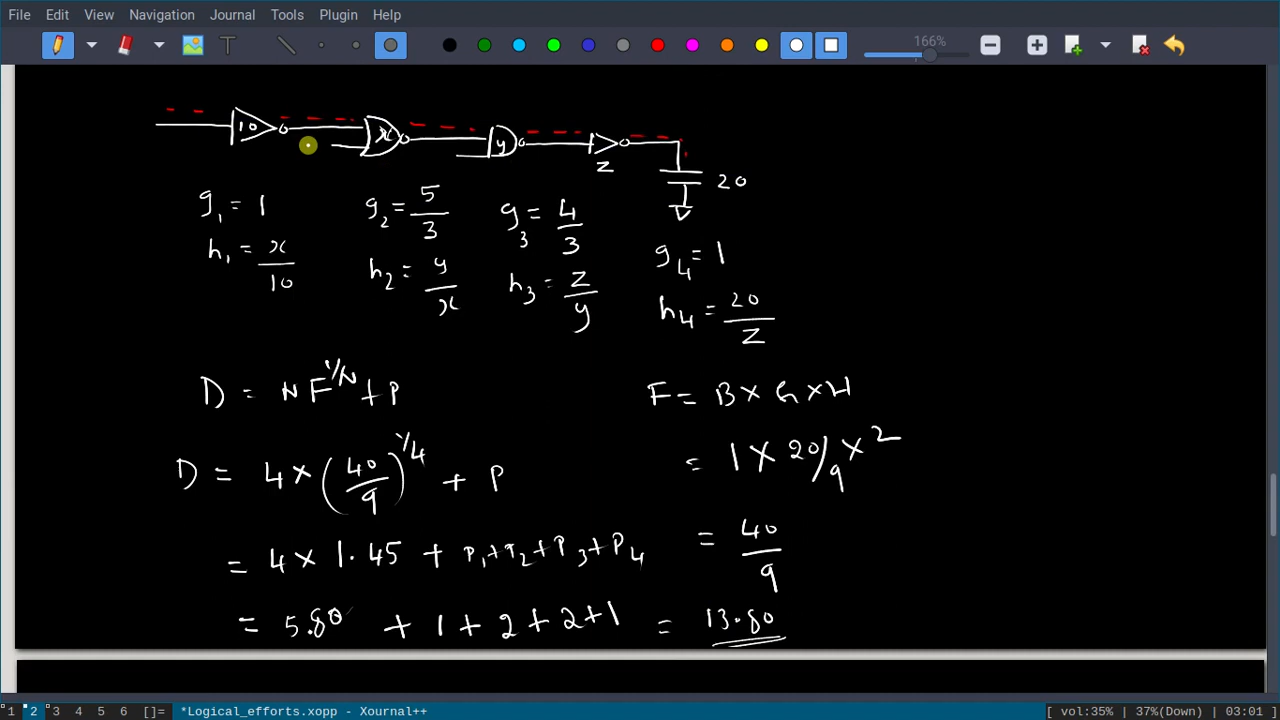 File Edit View Navigation Journal Tools Plugin Help
166%
10 x y z 20
g1 = 1 g2 = 5/3 g3 = 4/3 g4 = 1
h1 = x/10 h2 = y/x h3 = z/y h4 = 20/z
D = N F^1/N + P F = B × G × H
D = 4 × (40/9)^1/4 + P = 1 × 20/9 × 2
= 4 × 1.45 + P1 + P2 + P3 + P4 = 40/9
= 5.80 + 1 + 2 + 2 + 1 = 13.80
1 2 3 4 5 6 []= *Logical_efforts.xopp - Xournal++ [ vol:35% | 37%(Down) | 03:01 ]